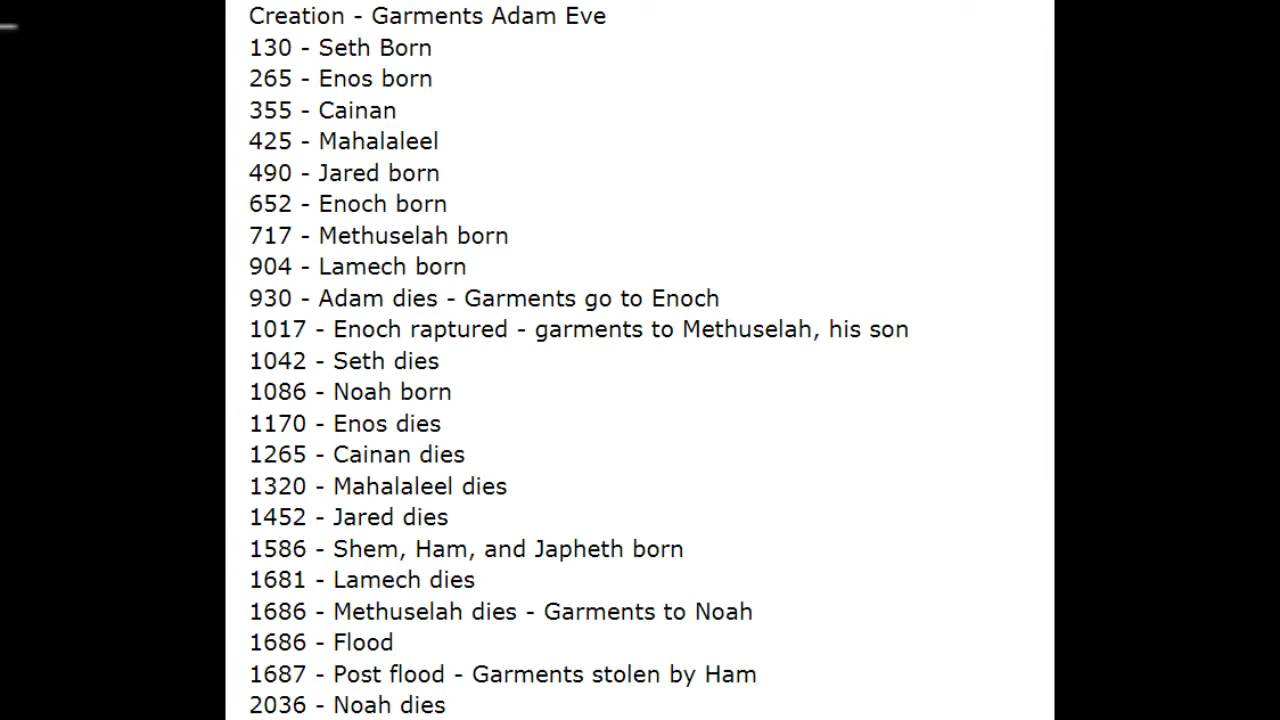 Creation - Garments Adam Eve
130 - Seth Born
265 - Enos born
355 - Cainan
425 - Mahalaleel
490 - Jared born
652 - Enoch born
717 - Methuselah born
904 - Lamech born
930 - Adam dies - Garments go to Enoch
1017 - Enoch raptured - garments to Methuselah, his son
1042 - Seth dies
1086 - Noah born
1170 - Enos dies
1265 - Cainan dies
1320 - Mahalaleel dies
1452 - Jared dies
1586 - Shem, Ham, and Japheth born
1681 - Lamech dies
1686 - Methuselah dies - Garments to Noah
1686 - Flood
1687 - Post flood - Garments stolen by Ham
2036 - Noah dies